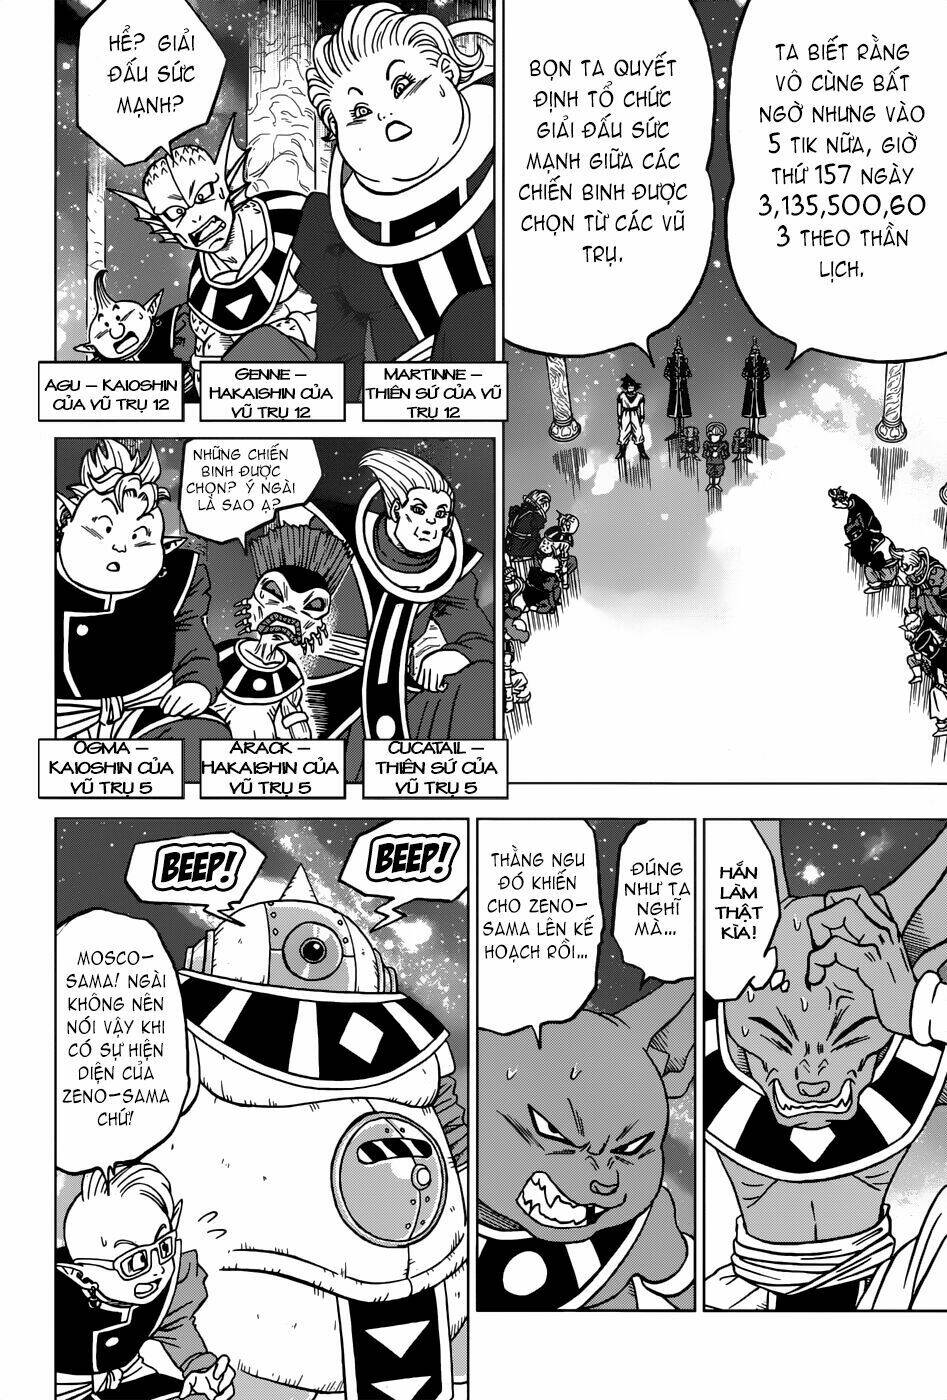 TA BIẾT RẰNG
VÔ CÙNG BẤT
NGỜ NHƯNG VÀO
5 TIK NỮA, GIỜ
THỨ 157 NGÀY
3,135,500,60
3 THEO THẦN
LỊCH.
BỌN TA QUYẾT
ĐỊNH TỔ CHỨC
GIẢI ĐẤU SỨC
MẠNH GIỮA CÁC
CHIẾN BINH ĐƯỢC
CHỌN TỪ CÁC VŨ
TRỤ.
HỂ? GIẢI
ĐẤU SỨC
MẠNH?
AGU – KAIOSHIN
CỦA VŨ TRỤ 12
GENNE –
HAKAISHIN CỦA
VŨ TRỤ 12
MARTINNE –
THIÊN SỨ CỦA VŨ
TRỤ 12
NHỮNG CHIẾN
BINH ĐƯỢC
CHỌN? Ý NGÀI
LÀ SAO Ạ?
OGMA –
KAIOSHIN CỦA
VŨ TRỤ 5
ARACK –
HAKAISHIN CỦA
VŨ TRỤ 5
CUCATAIL –
THIÊN SỨ CỦA
VŨ TRỤ 5
HẮN
LÀM
THẬT
KÌA!
ĐÚNG
NHƯ TA
NGHĨ
MÀ...
THẰNG NGU
ĐÓ KHIẾN
CHO ZENO-
SAMA LÊN KẾ
HOẠCH RỒI...
BEEP!
BEEP!
MOSCO-
SAMA! NGÀI
KHÔNG NÊN
NÓI VẬY KHI
CÓ SỰ HIỆN
DIỆN CỦA
ZENO-SAMA
CHỨ!